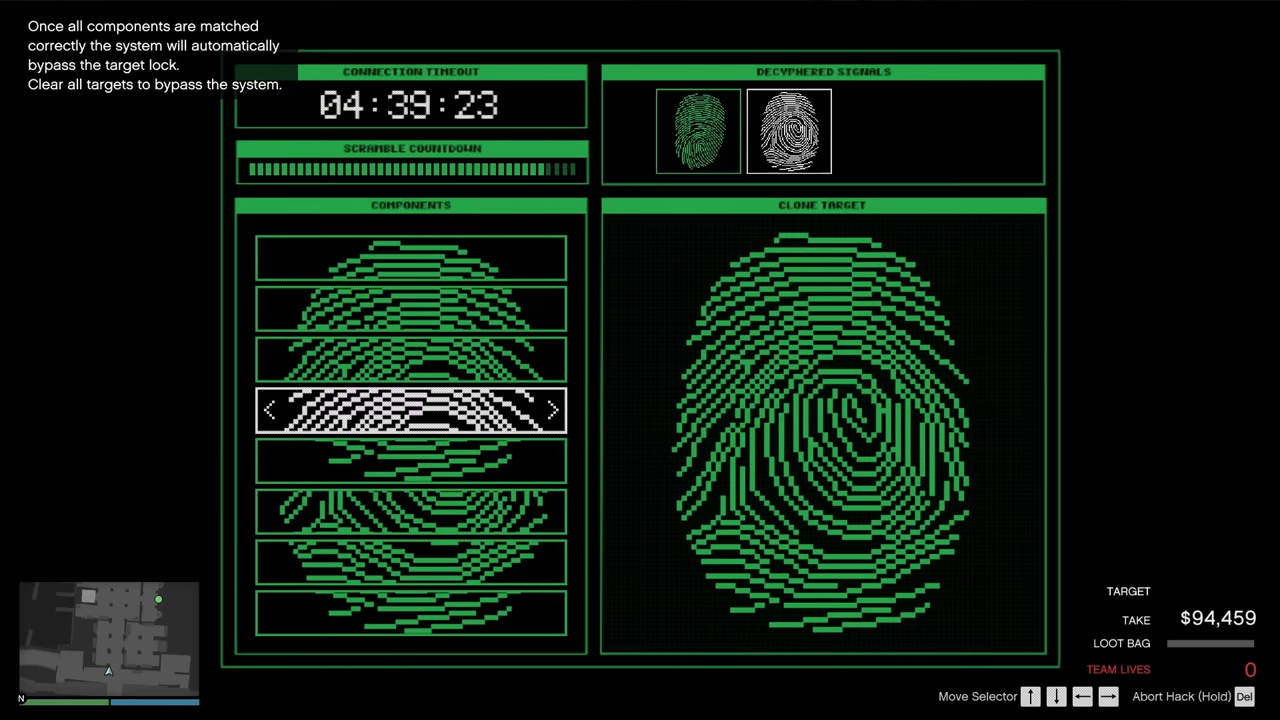 Once all components are matched
correctly the system will automatically
bypass the target lock.
Clear all targets to bypass the system.
CONNECTION TIMEOUT
04:39:23
DECYPHERED SIGNALS
SCRAMBLE COUNTDOWN
COMPONENTS
CLONE TARGET
TARGET
TAKE $94,459
LOOT BAG
TEAM LIVES 0
N
Move Selector ↑ ↓ ← → Abort Hack (Hold) Del